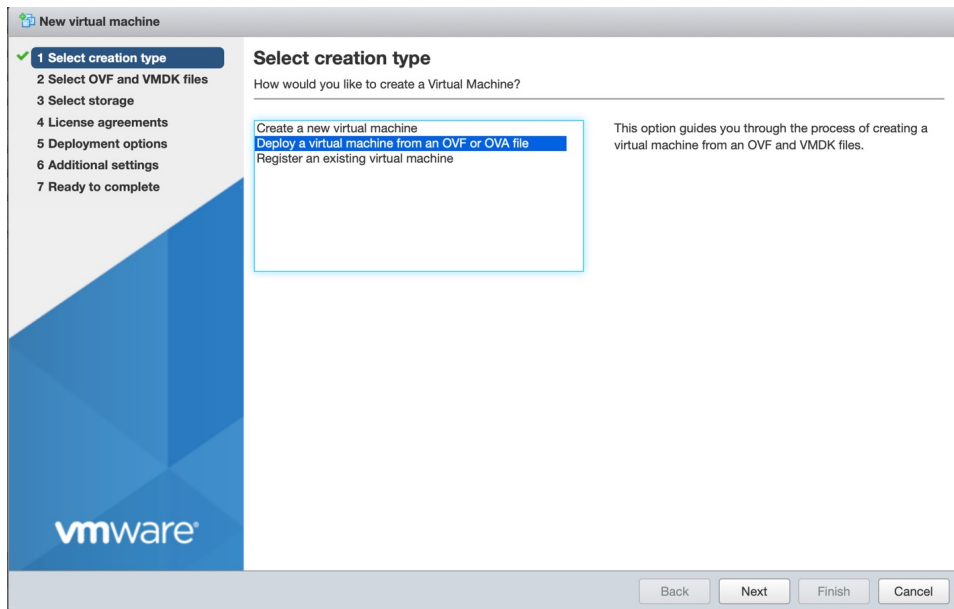 New virtual machine
1 Select creation type
2 Select OVF and VMDK files
3 Select storage
4 License agreements
5 Deployment options
6 Additional settings
7 Ready to complete
vmware®
Select creation type
How would you like to create a Virtual Machine?
Create a new virtual machine
Deploy a virtual machine from an OVF or OVA file
Register an existing virtual machine
This option guides you through the process of creating a
virtual machine from an OVF and VMDK files.
Back
Next
Finish
Cancel